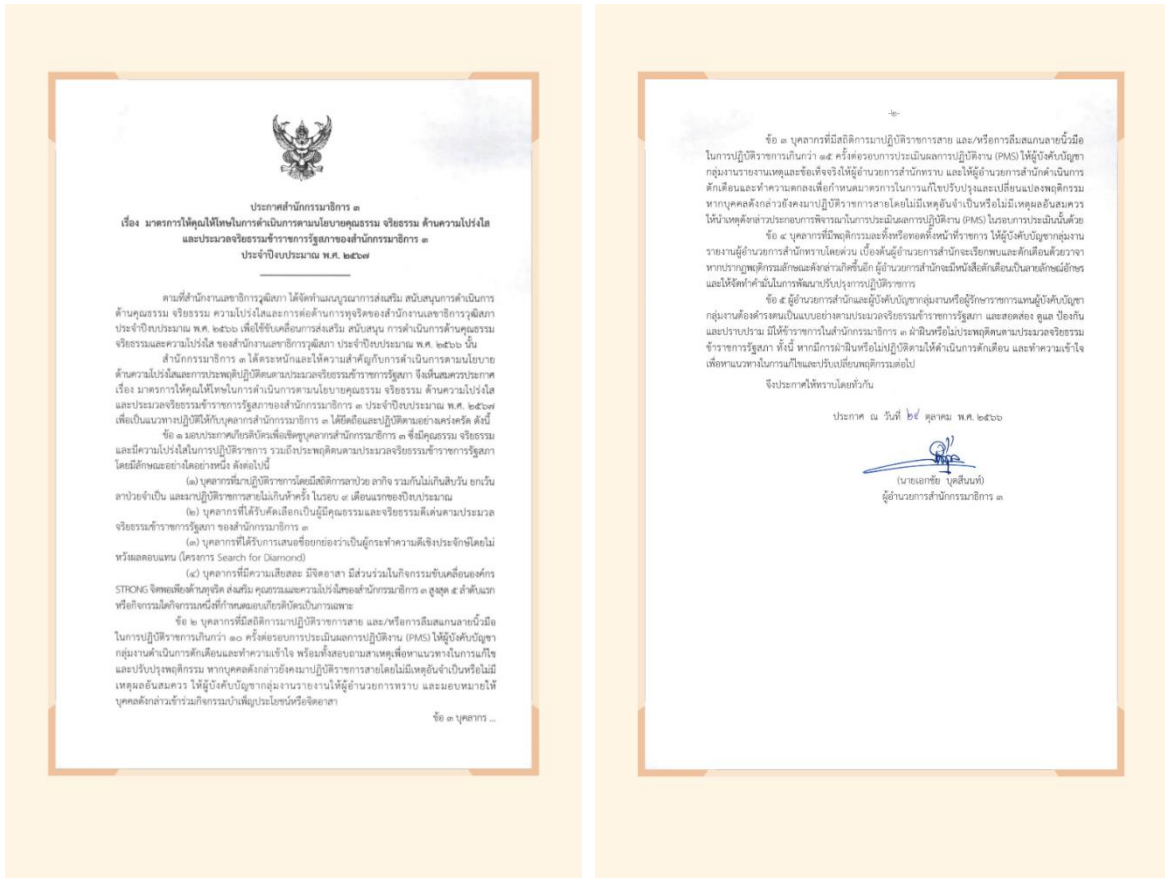 ประกาศสำนักกรรมาธิการ ๓
เรื่อง มาตรการให้คุณให้โทษในการดำเนินการตามนโยบายคุณธรรม จริยธรรม ด้านความโปร่งใส
และประมวลจริยธรรมข้าราชการรัฐสภาของสำนักกรรมาธิการ ๓
ประจำปีงบประมาณ พ.ศ. ๒๕๖๗
ตามที่สำนักงานเลขาธิการวุฒิสภา ได้จัดทำแผนบูรณาการส่งเสริม สนับสนุนการดำเนินการ
ด้านคุณธรรม จริยธรรม ความโปร่งใสและการต่อต้านการทุจริตของสำนักงานเลขาธิการวุฒิสภา
ประจำปีงบประมาณ พ.ศ. ๒๕๖๖ เพื่อใช้ขับเคลื่อนการส่งเสริม สนับสนุน การดำเนินการด้านคุณธรรม
จริยธรรมและความโปร่งใส ของสำนักงานเลขาธิการวุฒิสภา ประจำปีงบประมาณ พ.ศ. ๒๕๖๖ นั้น
สำนักกรรมาธิการ ๓ ได้ตระหนักและให้ความสำคัญกับการดำเนินการตามนโยบาย
ด้านความโปร่งใสและการประพฤติปฏิบัติตนตามประมวลจริยธรรมข้าราชการรัฐสภา จึงเห็นสมควรประกาศ
เรื่อง มาตรการให้คุณให้โทษในการดำเนินการตามนโยบายคุณธรรม จริยธรรม ด้านความโปร่งใส
และประมวลจริยธรรมข้าราชการรัฐสภาของสำนักกรรมาธิการ ๓ ประจำปีงบประมาณ พ.ศ. ๒๕๖๗
เพื่อเป็นแนวทางปฏิบัติให้กับบุคลากรสำนักกรรมาธิการ ๓ ได้ยึดถือและปฏิบัติตามอย่างเคร่งครัด ดังนี้
ข้อ ๑ มอบประกาศเกียรติบัตรเพื่อเชิดชูบุคลากรสำนักกรรมาธิการ ๓ ซึ่งมีคุณธรรม จริยธรรม
และมีความโปร่งใสในการปฏิบัติราชการ รวมถึงประพฤติตนตามประมวลจริยธรรมข้าราชการรัฐสภา
โดยมีลักษณะอย่างใดอย่างหนึ่ง ดังต่อไปนี้
(๑) บุคลากรที่มาปฏิบัติราชการโดยมีสถิติการลาป่วย ลากิจ รวมกันไม่เกินสิบวัน ยกเว้น
ลาป่วยจำเป็น และมาปฏิบัติราชการสายไม่เกินห้าครั้ง ในรอบ ๙ เดือนแรกของปีงบประมาณ
(๒) บุคลากรที่ได้รับคัดเลือกเป็นผู้มีคุณธรรมและจริยธรรมดีเด่นตามประมวล
จริยธรรมข้าราชการรัฐสภา ของสำนักกรรมาธิการ ๓
(๓) บุคลากรที่ได้รับการเสนอชื่อยกย่องว่าเป็นผู้กระทำความดีเชิงประจักษ์โดยไม่
หวังผลตอบแทน (โครงการ Search for Diamond)
(๔) บุคลากรที่มีความเสียสละ มีจิตอาสา มีส่วนร่วมในกิจกรรมขับเคลื่อนองค์กร
STRONG จิตพอเพียงต้านทุจริต ส่งเสริม คุณธรรมและความโปร่งใสของสำนักกรรมาธิการ ๓ สูงสุด ๕ ลำดับแรก
หรือกิจกรรมใดกิจกรรมหนึ่งที่กำหนดมอบเกียรติบัตรเป็นการเฉพาะ
ข้อ ๒ บุคลากรที่มีสถิติการมาปฏิบัติราชการสาย และ/หรือการลืมสแกนลายนิ้วมือ
ในการปฏิบัติราชการเกินกว่า ๑๐ ครั้งต่อรอบการประเมินผลการปฏิบัติงาน (PMS) ให้ผู้บังคับบัญชา
กลุ่มงานดำเนินการตักเตือนและทำความเข้าใจ พร้อมทั้งสอบถามสาเหตุเพื่อหาแนวทางในการแก้ไข
และปรับปรุงพฤติกรรม หากบุคคลดังกล่าวยังคงมาปฏิบัติราชการสายโดยไม่มีเหตุอันจำเป็นหรือไม่มี
เหตุผลอันสมควร ให้ผู้บังคับบัญชากลุ่มงานรายงานให้ผู้อำนวยการทราบ และมอบหมายให้
บุคคลดังกล่าวเข้าร่วมกิจกรรมบำเพ็ญประโยชน์หรือจิตอาสา
ข้อ ๓ บุคลากร ...
-๒-
ข้อ ๓ บุคลากรที่มีสถิติการมาปฏิบัติราชการสาย และ/หรือการลืมสแกนลายนิ้วมือ
ในการปฏิบัติราชการเกินกว่า ๑๕ ครั้งต่อรอบการประเมินผลการปฏิบัติงาน (PMS) ให้ผู้บังคับบัญชา
กลุ่มงานรายงานเหตุและข้อเท็จจริงให้ผู้อำนวยการสำนักทราบ และให้ผู้อำนวยการสำนักดำเนินการ
ตักเตือนและทำความตกลงเพื่อกำหนดมาตรการในการแก้ไขปรับปรุงและเปลี่ยนแปลงพฤติกรรม
หากบุคคลดังกล่าวยังคงมาปฏิบัติราชการสายโดยไม่มีเหตุอันจำเป็นหรือไม่มีเหตุผลอันสมควร
ให้นำเหตุดังกล่าวประกอบการพิจารณาในการประเมินผลการปฏิบัติงาน (PMS) ในรอบการประเมินนั้นด้วย
ข้อ ๔ บุคลากรที่มีพฤติกรรมละทิ้งหรือทอดทิ้งหน้าที่ราชการ ให้ผู้บังคับบัญชากลุ่มงาน
รายงานผู้อำนวยการสำนักทราบโดยด่วน เบื้องต้นผู้อำนวยการสำนักจะเรียกพบและตักเตือนด้วยวาจา
หากปรากฏพฤติกรรมลักษณะดังกล่าวเกิดขึ้นอีก ผู้อำนวยการสำนักจะมีหนังสือตักเตือนเป็นลายลักษณ์อักษร
และให้จัดทำคำมั่นในการพัฒนาปรับปรุงการปฏิบัติราชการ
ข้อ ๕ ผู้อำนวยการสำนักและผู้บังคับบัญชากลุ่มงานหรือผู้รักษาราชการแทนผู้บังคับบัญชา
กลุ่มงานต้องดำรงตนเป็นแบบอย่างตามประมวลจริยธรรมข้าราชการรัฐสภา และสอดส่อง ดูแล ป้องกัน
และปราบปราม มิให้ข้าราชการในสำนักกรรมาธิการ ๓ ฝ่าฝืนหรือไม่ประพฤติตนตามประมวลจริยธรรม
ข้าราชการรัฐสภา ทั้งนี้ หากมีการฝ่าฝืนหรือไม่ปฏิบัติตามให้ดำเนินการตักเตือน และทำความเข้าใจ
เพื่อหาแนวทางในการแก้ไขและปรับเปลี่ยนพฤติกรรมต่อไป
จึงประกาศให้ทราบโดยทั่วกัน
ประกาศ ณ วันที่ ตุลาคม พ.ศ. ๒๕๖๖
(นายเอกชัย บุตสีนนท์)
ผู้อำนวยการสำนักกรรมาธิการ ๓